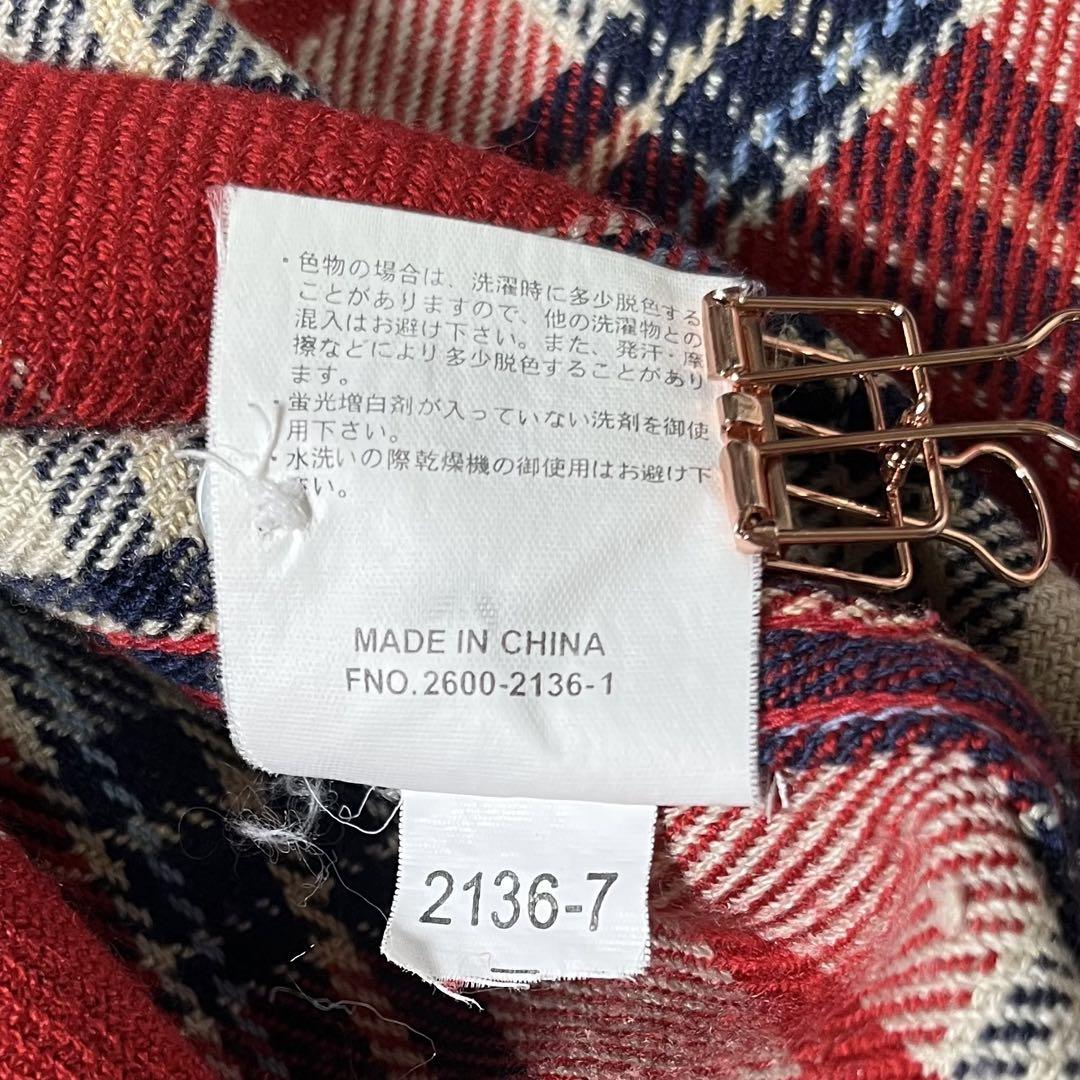 ・色物の場合は、洗濯時に多少脱色する
ことがありますので、他の洗濯物との
混入はお避け下さい。また、発汗・摩
擦などにより多少脱色することがあり
ます。
・蛍光増白剤が入っていない洗剤を御使
用下さい。
・水洗いの際乾燥機の御使用はお避け下
さい。
MADE IN CHINA
FNO.2600-2136-1
2136-7